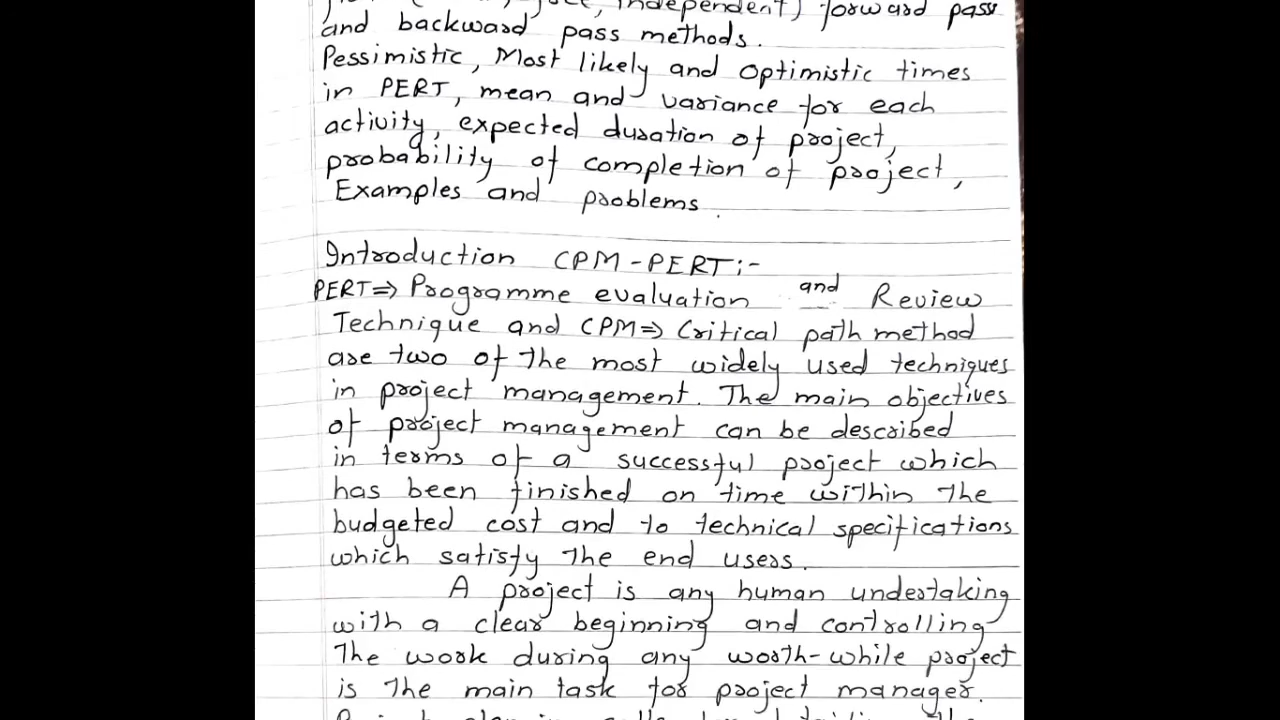 independent) forward pass
and backward pass methods.
Pessimistic, Most likely and optimistic times
in PERT, mean and variance for each
activity, expected duration of project,
probability of completion of project,
Examples and problems.
Introduction CPM-PERT:-
PERT⇒ Programme evaluation and Review
Technique and CPM⇒ Critical path method
are two of the most widely used techniques
in project management. The main objectives
of project management can be described
in terms of a successful project which
has been finished on time within the
budgeted cost and to technical specifications
which satisfy the end users.
A project is any human undertaking
with a clear beginning and controlling
the work during any worth-while project
is the main task for project manager.